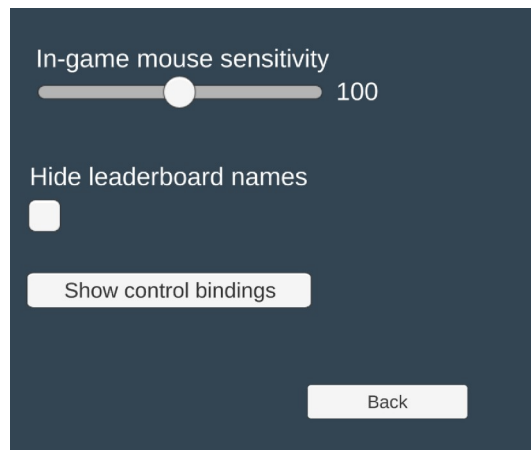 In-game mouse sensitivity
100
Hide leaderboard names
Show control bindings
Back